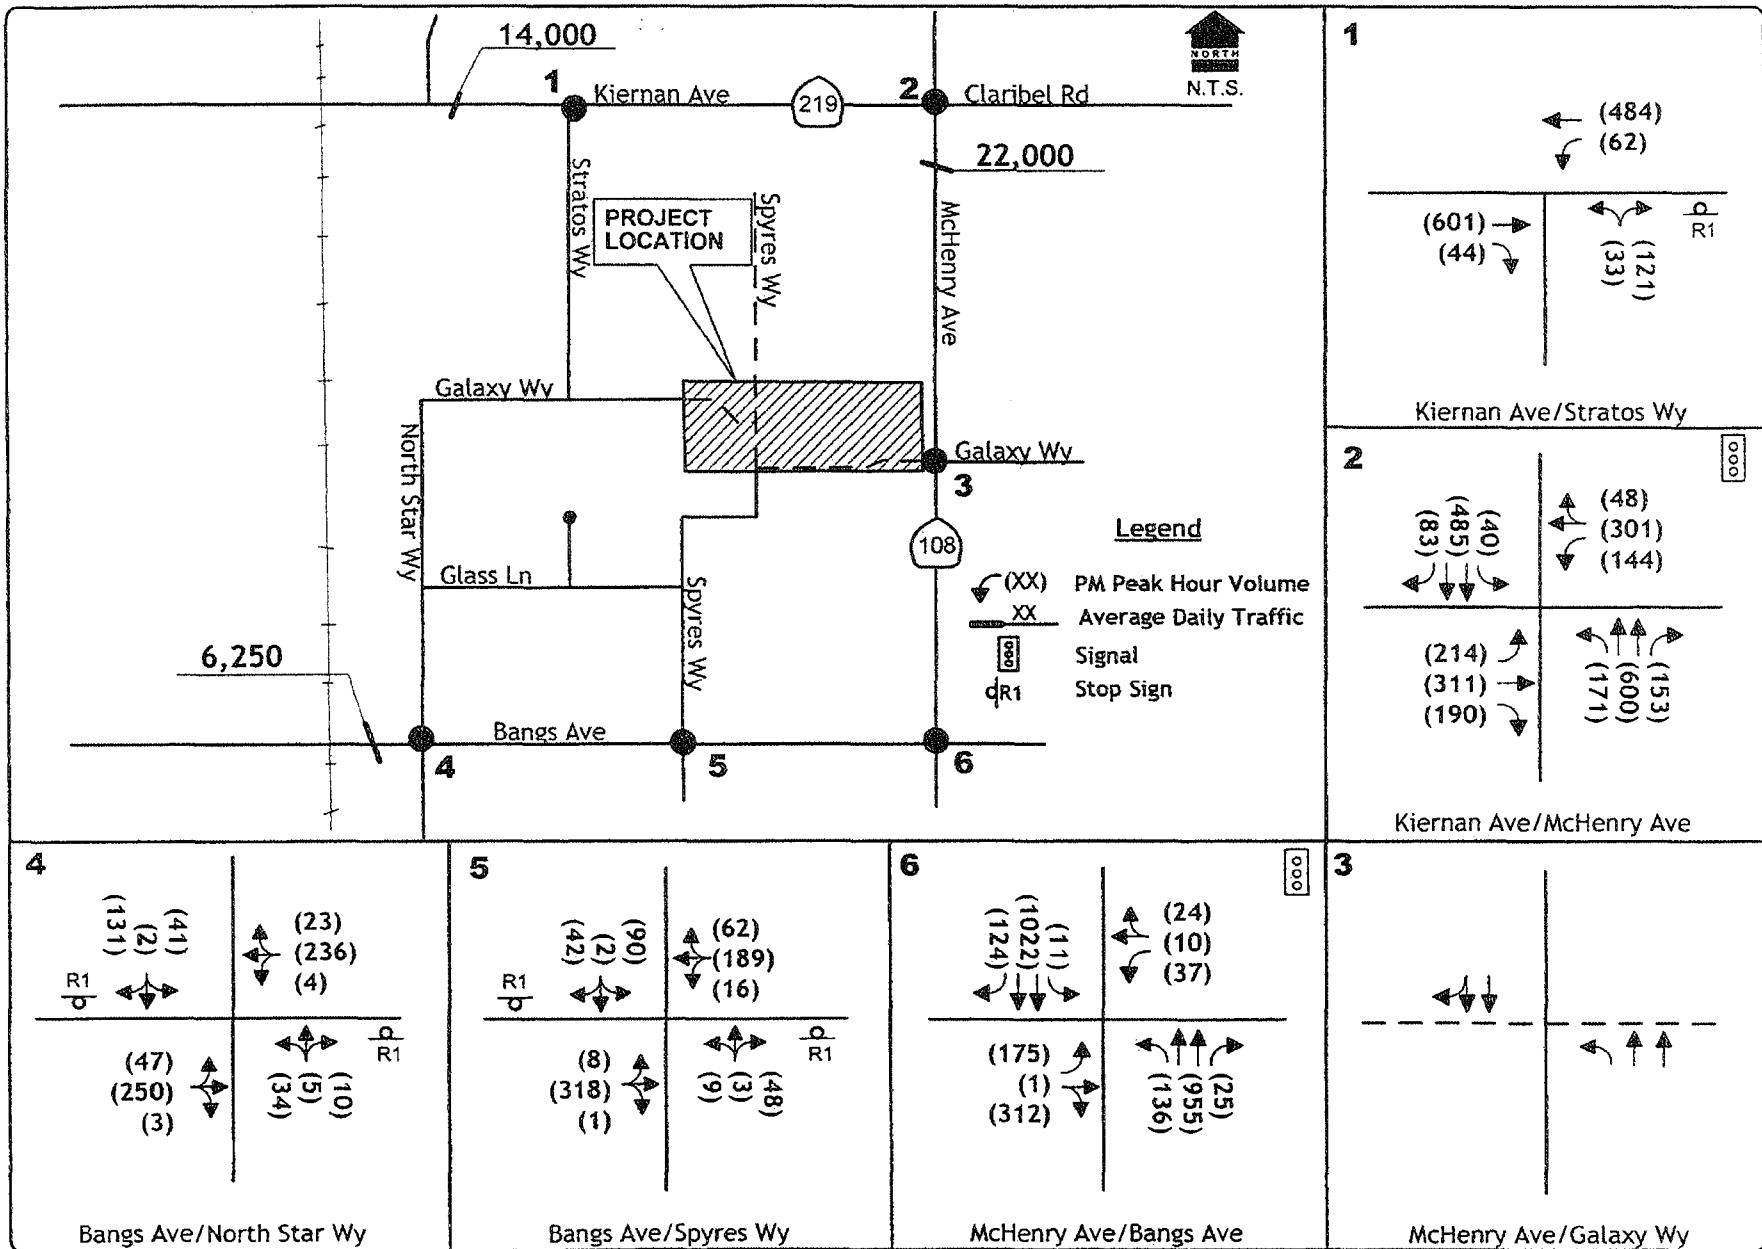 14,000
1
Kiernan Ave
219
2
Claribel Rd
NORTH
N.T.S.
22,000
Stratos Wy
PROJECT
LOCATION
Spyres Wy
McHenry Ave
Galaxy Wy
North Star Wy
Galaxy Wy
3
108
Glass Ln
Spyres Wy
6,250
Bangs Ave
4
5
6
Legend
(XX) PM Peak Hour Volume
XX Average Daily Traffic
Signal
R1 Stop Sign
1
(484)
(62)
(601)
(44)
(33)
(121)
R1
Kiernan Ave/Stratos Wy
2
(83)
(485)
(40)
(48)
(301)
(144)
(214)
(311)
(190)
(171)
(600)
(153)
Kiernan Ave/McHenry Ave
4
(131)
(2)
(41)
(23)
(236)
(4)
R1
(47)
(250)
(3)
(34)
(5)
(10)
R1
Bangs Ave/North Star Wy
5
(42)
(2)
(90)
(62)
(189)
(16)
R1
(8)
(318)
(1)
(9)
(3)
(48)
R1
Bangs Ave/Spyres Wy
6
(124)
(1022)
(11)
(24)
(10)
(37)
(175)
(1)
(312)
(136)
(955)
(25)
McHenry Ave/Bangs Ave
3
McHenry Ave/Galaxy Wy